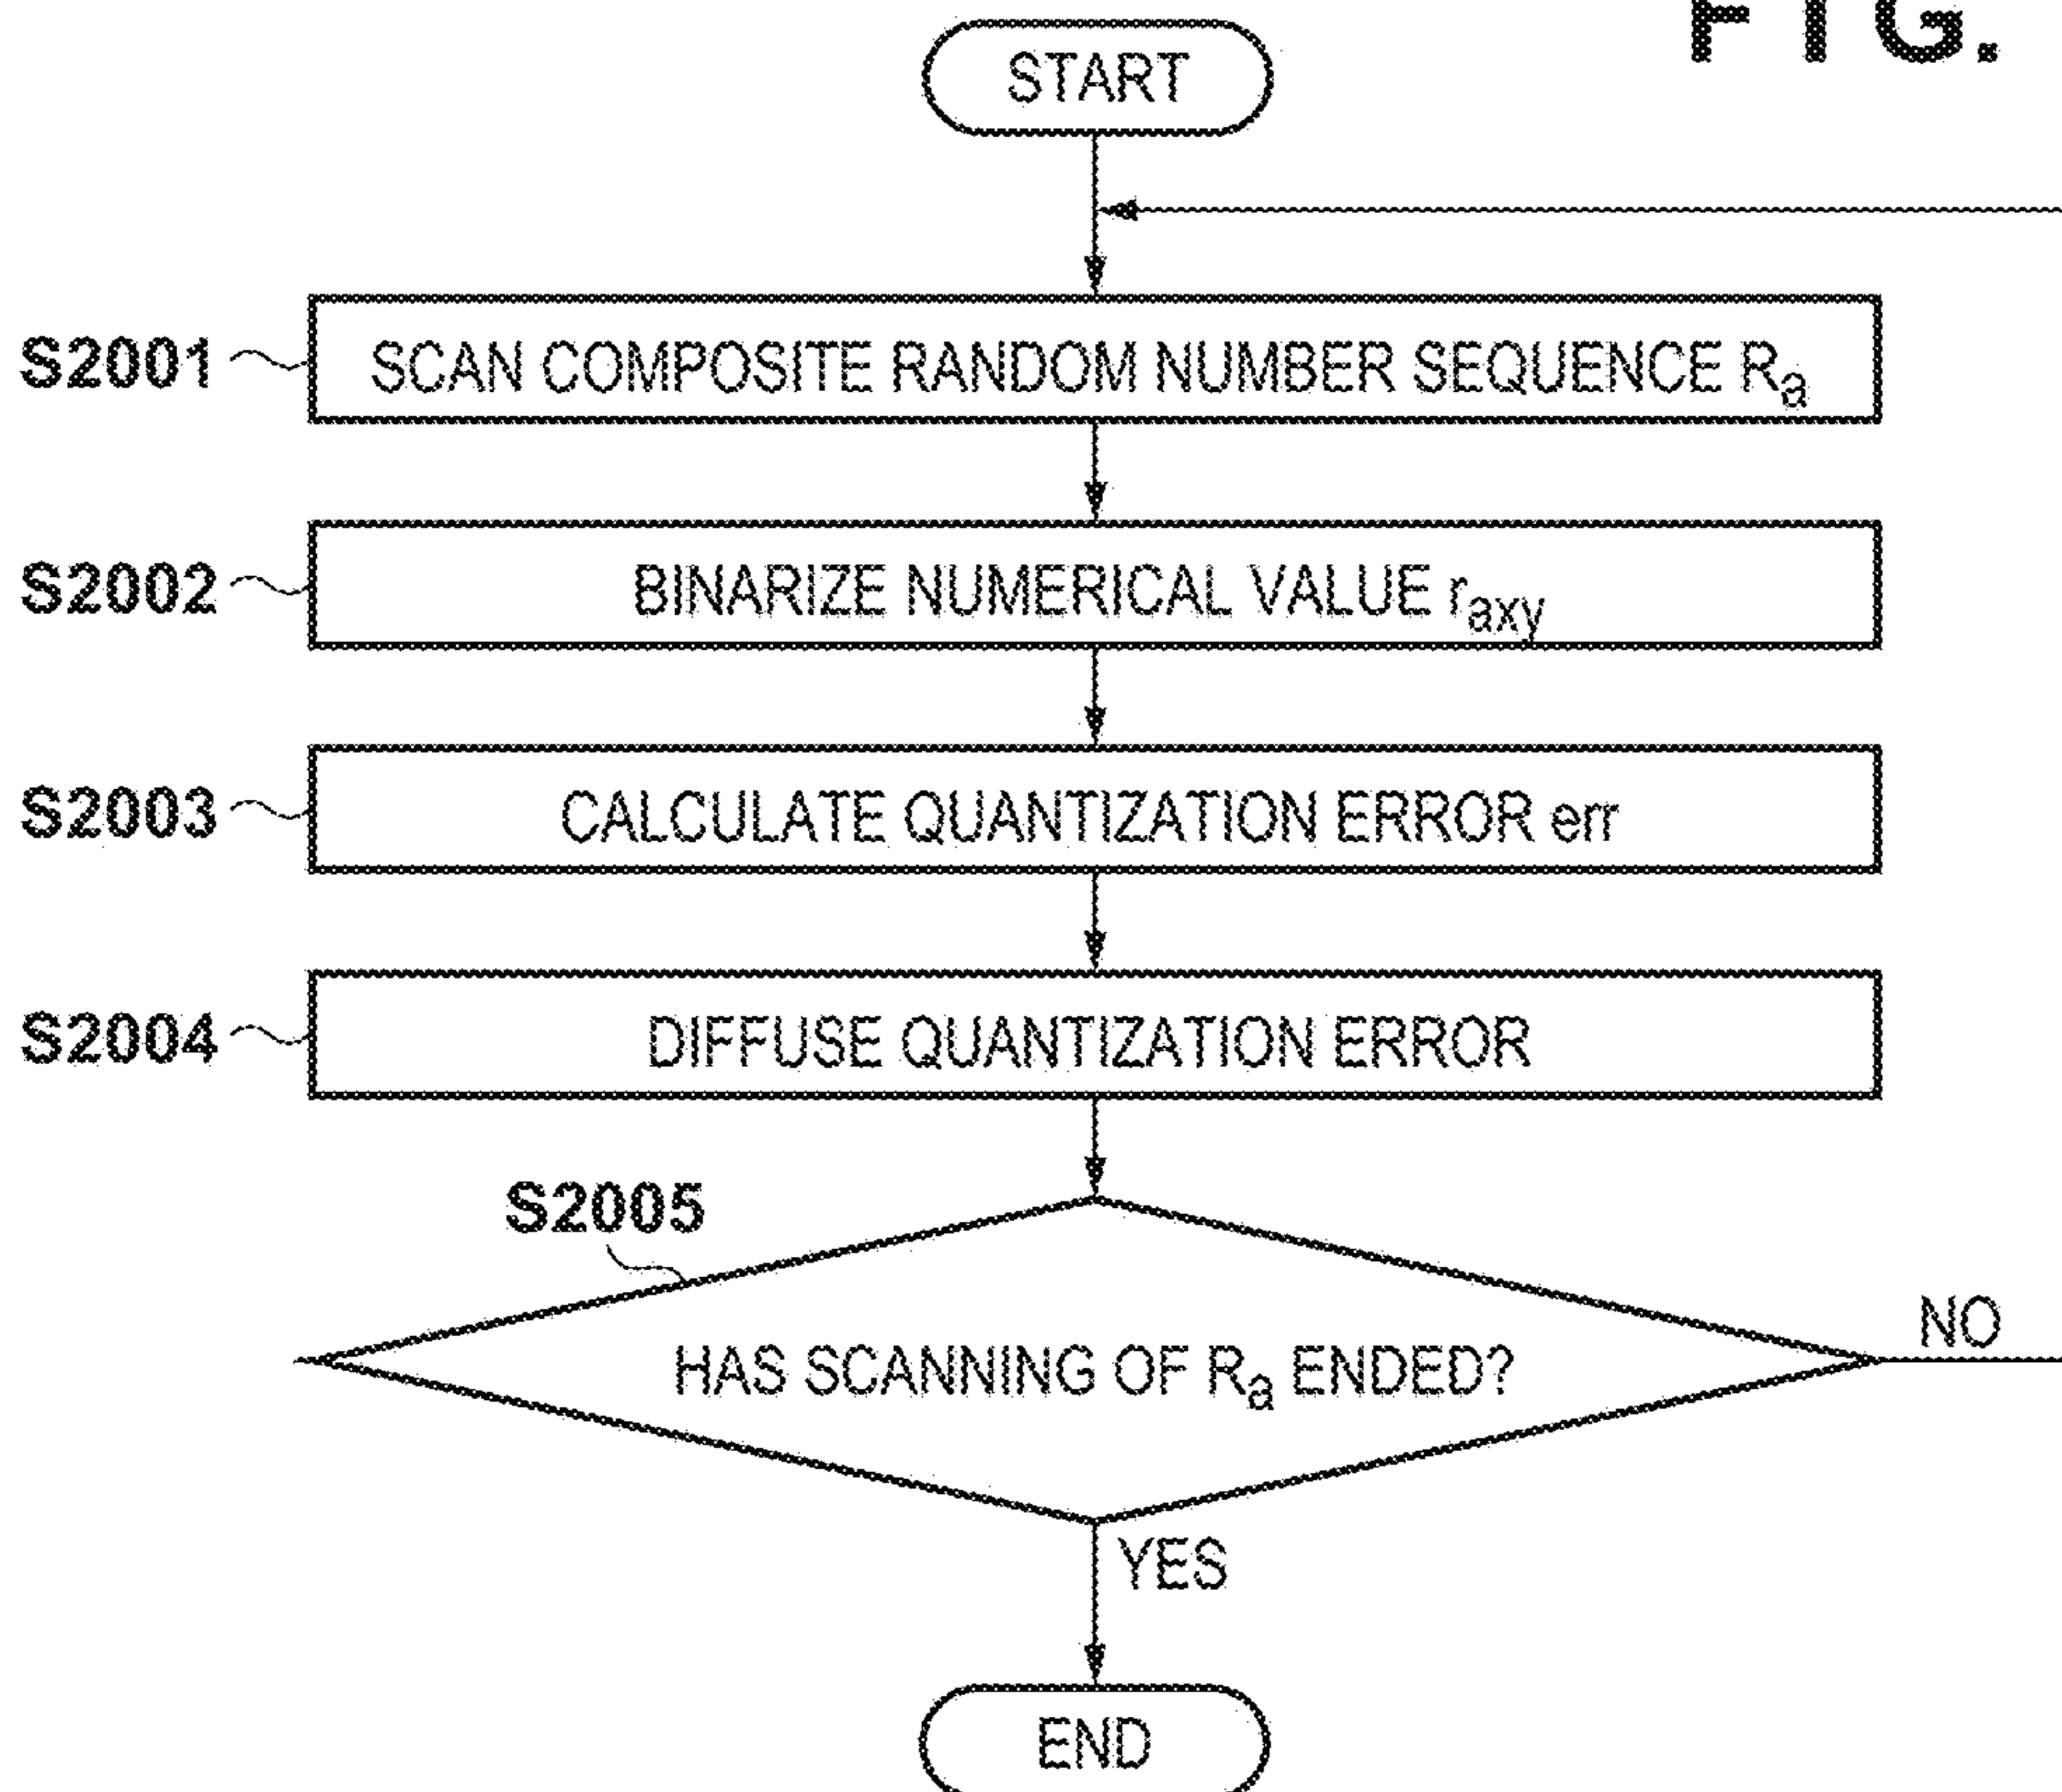 FIG.
START
S2001
SCAN COMPOSITE RANDOM NUMBER SEQUENCE Ra
S2002
BINARIZE NUMERICAL VALUE raxy
S2003
CALCULATE QUANTIZATION ERROR err
S2004
DIFFUSE QUANTIZATION ERROR
S2005
HAS SCANNING OF Ra ENDED?
NO
YES
END